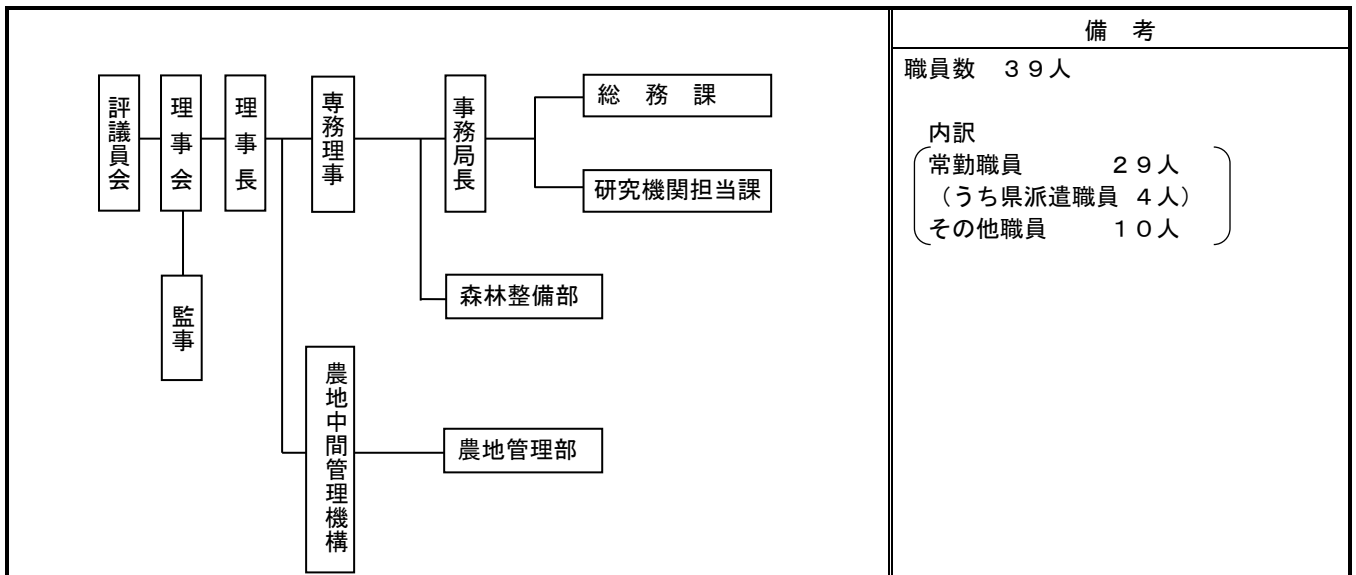 備 考
評議員会
理事会
理事長
専務理事
事務局長
総 務 課
研究機関担当課
監事
森林整備部
農地中間管理機構
農地管理部
職員数 39人
内訳
常勤職員 29人
(うち県派遣職員 4人)
その他職員 10人